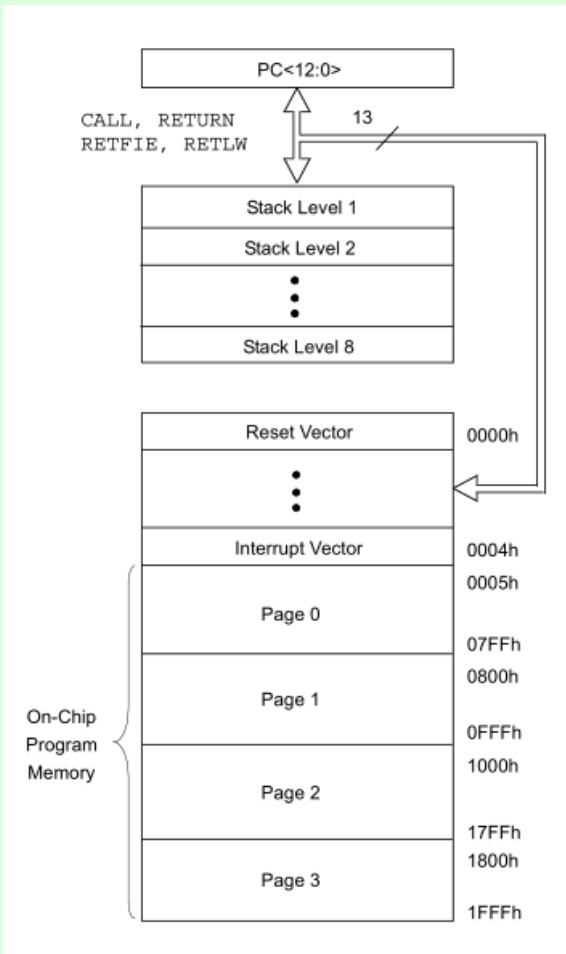 PC<12:0>
CALL, RETURN
RETFIE, RETLW
13
Stack Level 1
Stack Level 2
Stack Level 8
Reset Vector
0000h
Interrupt Vector
0004h
0005h
Page 0
07FFh
0800h
Page 1
0FFFh
On-Chip
Program
Memory
1000h
Page 2
17FFh
1800h
Page 3
1FFFh